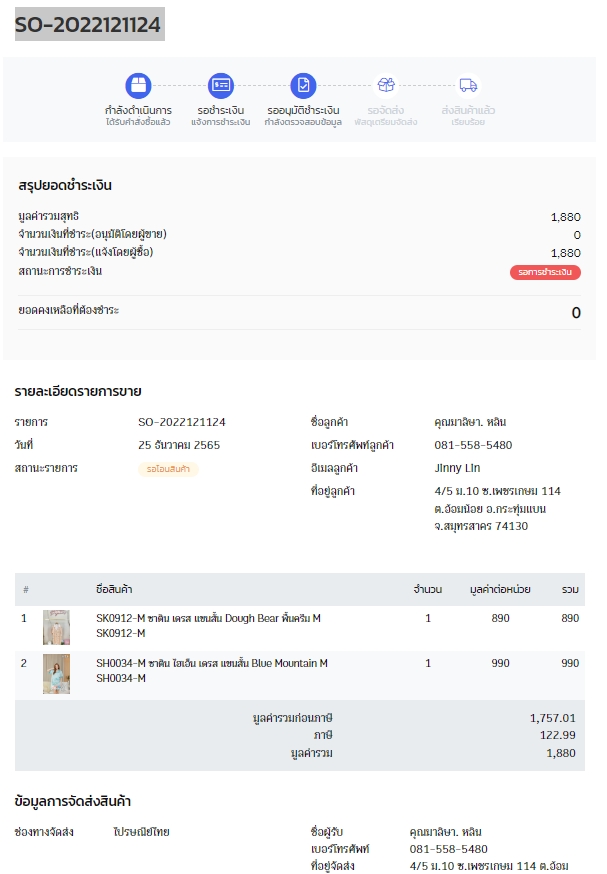 SO-2022121124
กำลังดำเนินการ
ได้รับคำสั่งซื้อแล้ว
รอชำระเงิน
แจ้งการชำระเงิน
รออนุมัติชำระเงิน
กำลังตรวจสอบข้อมูล
รอจัดส่ง
พัสดุเตรียมจัดส่ง
ส่งสินค้าแล้ว
เรียบร้อย
สรุปยอดชำระเงิน
มูลค่ารวมสุทธิ 1,880
จำนวนเงินที่ชำระ(อนุมัติโดยผู้ขาย) 0
จำนวนเงินที่ชำระ(แจ้งโดยผู้ซื้อ) 1,880
สถานะการชำระเงิน รอการชำระเงิน
ยอดคงเหลือที่ต้องชำระ 0
รายละเอียดรายการขาย
รายการ SO-2022121124
วันที่ 25 ธันวาคม 2565
สถานะรายการ รอโอนสินค้า
ชื่อลูกค้า คุณมาลิษา. หลิน
เบอร์โทรศัพท์ลูกค้า 081-558-5480
อีเมลลูกค้า Jinny Lin
ที่อยู่ลูกค้า 4/5 ม.10 ซ.เพชรเกษม 114
ต.อ้อมน้อย อ.กระทุ่มแบน
จ.สมุทรสาคร 74130
# ชื่อสินค้า จำนวน มูลค่าต่อหน่วย รวม
1 SK0912-M ซาติน เดรส แขนสั้น Dough Bear พื้นครีม M 1 890 890
SK0912-M
2 SH0034-M ซาติน ไฮเอ็น เดรส แขนสั้น Blue Mountain M 1 990 990
SH0034-M
มูลค่ารวมก่อนภาษี 1,757.01
ภาษี 122.99
มูลค่ารวม 1,880
ข้อมูลการจัดส่งสินค้า
ช่องทางจัดส่ง ไปรษณีย์ไทย
ชื่อผู้รับ คุณมาลิษา. หลิน
เบอร์โทรศัพท์ 081-558-5480
ที่อยู่จัดส่ง 4/5 ม.10 ซ.เพชรเกษม 114 ต.อ้อม